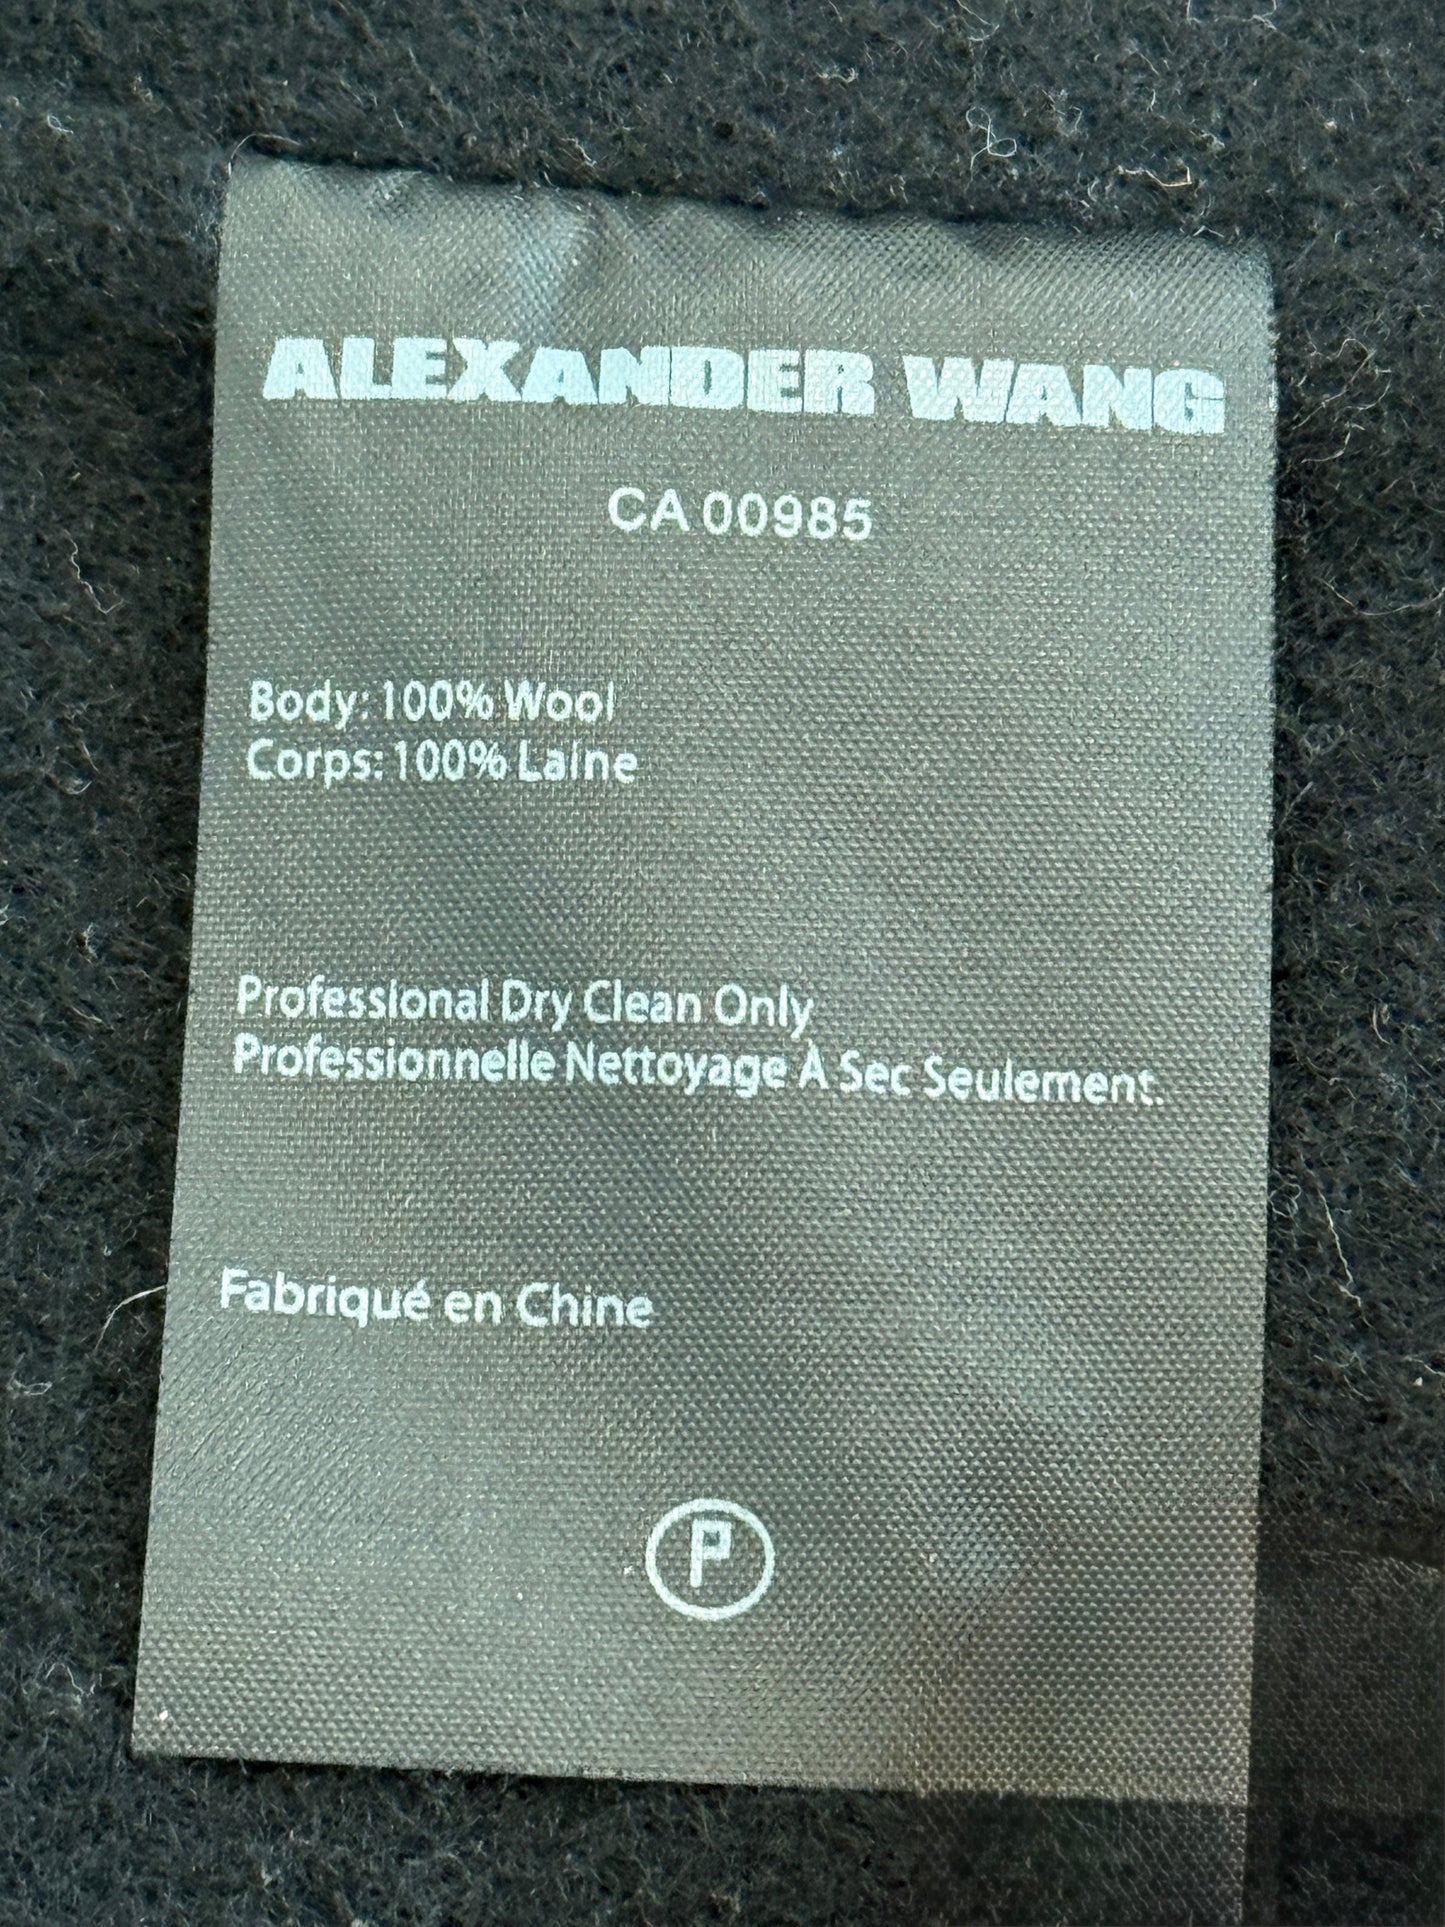 ALEXANDER WANG
CA 00985
Body: 100% Wool
Corps: 100% Laine
Professional Dry Clean Only
Professionnelle Nettoyage À Sec Seulement.
Fabriqué en Chine
P